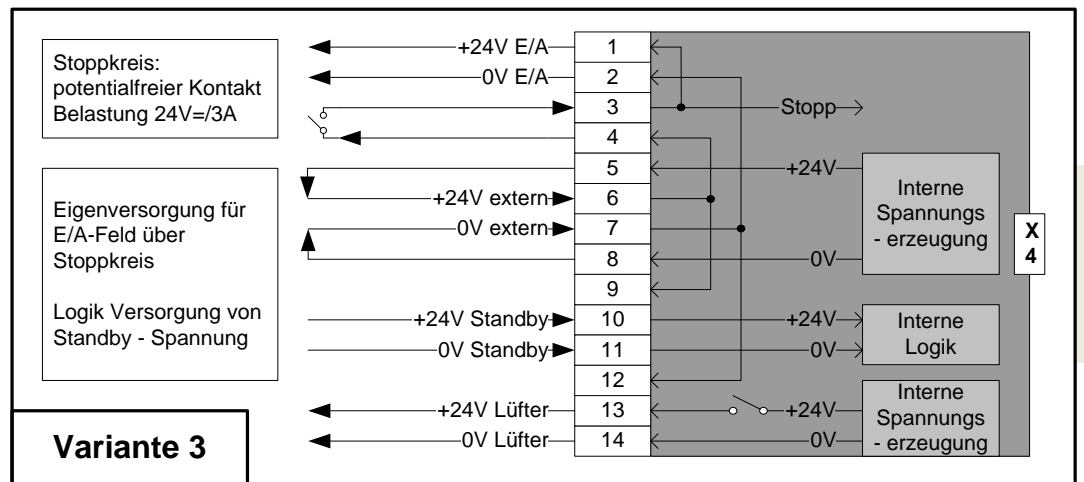 Stoppkreis:
potentialfreier Kontakt
Belastung 24V=/3A
Eigenversorgung für
E/A-Feld über
Stoppkreis
Logik Versorgung von
Standby - Spannung
Variante 3
+24V E/A
0V E/A
+24V extern
0V extern
+24V Standby
0V Standby
+24V Lüfter
0V Lüfter
1
2
3
4
5
6
7
8
9
10
11
12
13
14
Stopp
+24V
0V
+24V
0V
+24V
0V
Interne
Spannungs
- erzeugung
Interne
Logik
Interne
Spannungs
- erzeugung
X
4